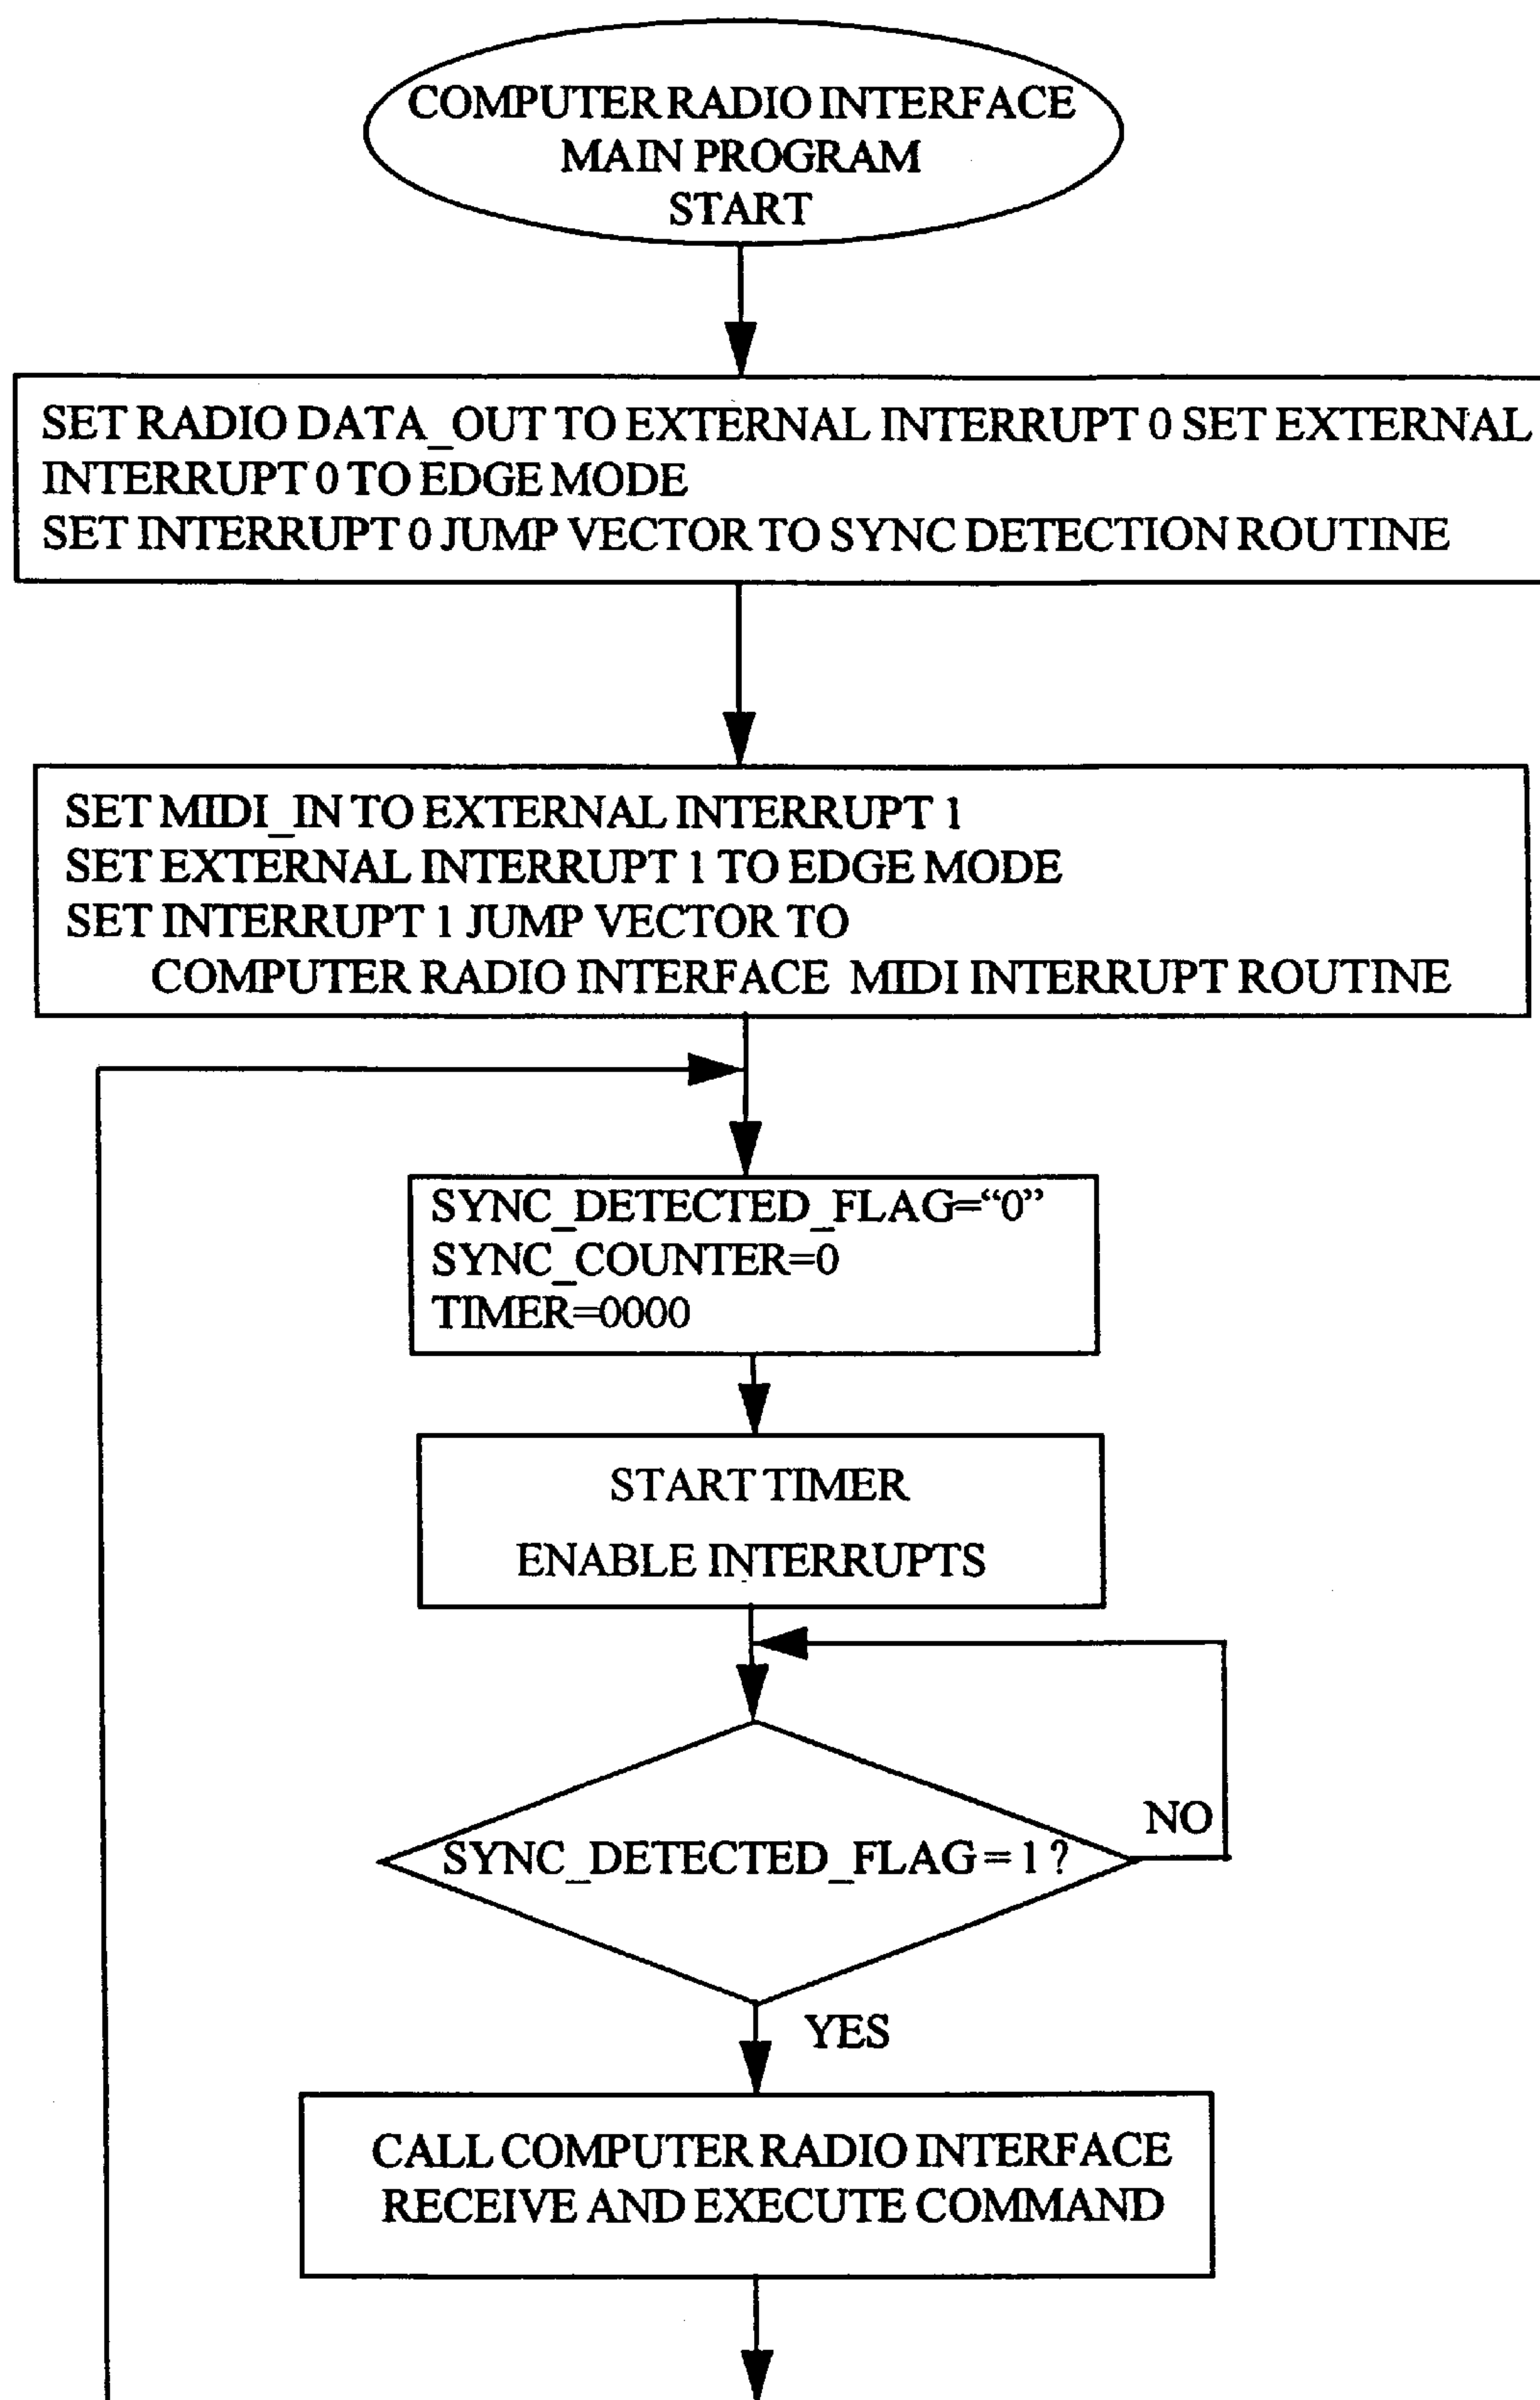 COMPUTER RADIO INTERFACE
MAIN PROGRAM
START
SET RADIO DATA_OUT TO EXTERNAL INTERRUPT 0 SET EXTERNAL
INTERRUPT 0 TO EDGE MODE
SET INTERRUPT 0 JUMP VECTOR TO SYNC DETECTION ROUTINE
SET MIDI_IN TO EXTERNAL INTERRUPT 1
SET EXTERNAL INTERRUPT 1 TO EDGE MODE
SET INTERRUPT 1 JUMP VECTOR TO
COMPUTER RADIO INTERFACE MIDI INTERRUPT ROUTINE
SYNC_DETECTED_FLAG=“0”
SYNC_COUNTER=0
TIMER=0000
START TIMER
ENABLE INTERRUPTS
NO
SYNC_DETECTED_FLAG = 1 ?
YES
CALL COMPUTER RADIO INTERFACE
RECEIVE AND EXECUTE COMMAND